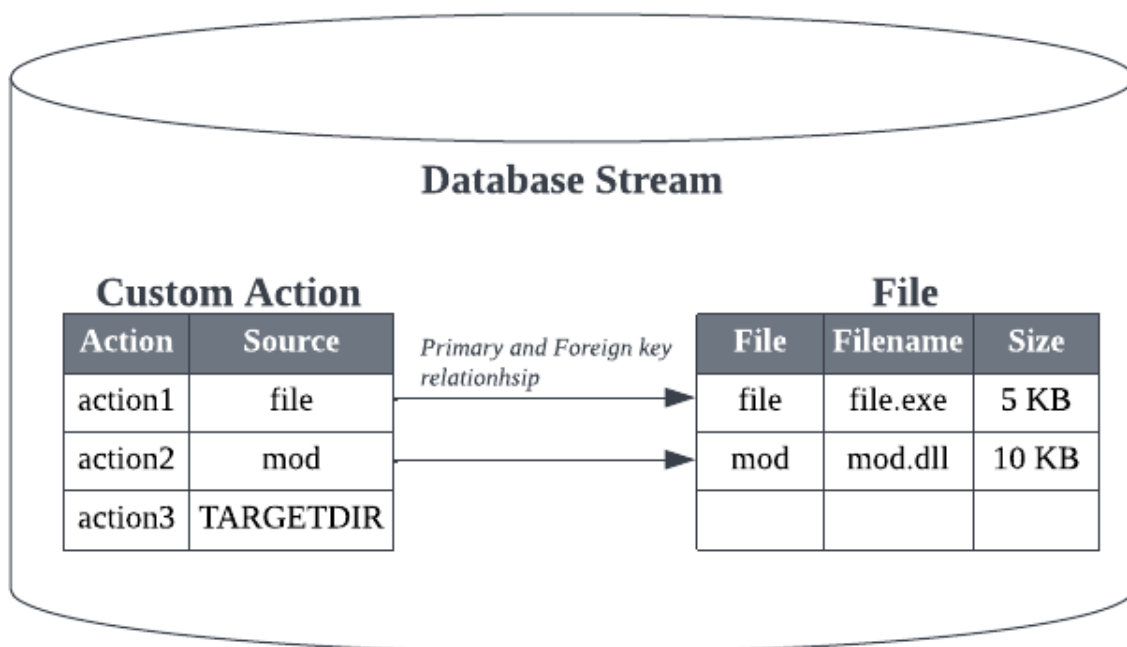 Database Stream
Custom Action
File
Action Source
File Filename Size
Primary and Foreign key
relationhsip
action1 file
file file.exe 5 KB
action2 mod
mod mod.dll 10 KB
action3 TARGETDIR